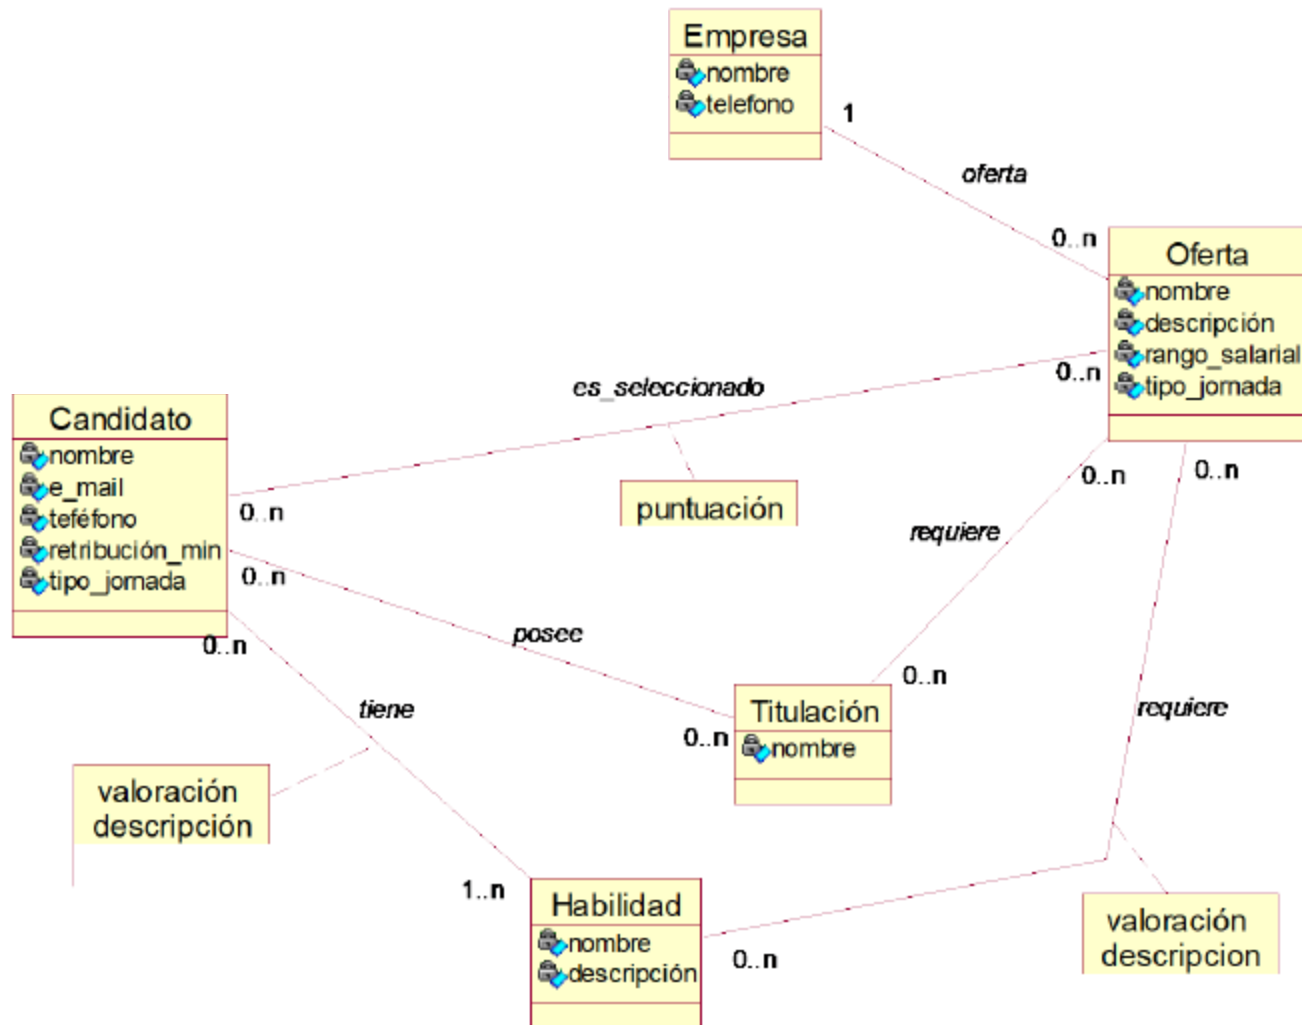 Empresa
nombre
telefono
1
oferta
0..n
Oferta
nombre
descripción
rango_salarial
tipo_jornada
0..n
es_seleccionado
Candidato
nombre
e_mail
teféfono
retribución_min
tipo_jornada
0..n
puntuación
0..n
0..n
requiere
0..n
posee
0..n
0..n
tiene
Titulación
nombre
0..n
requiere
valoración
descripción
1..n
Habilidad
nombre
descripción
0..n
valoración
descripcion